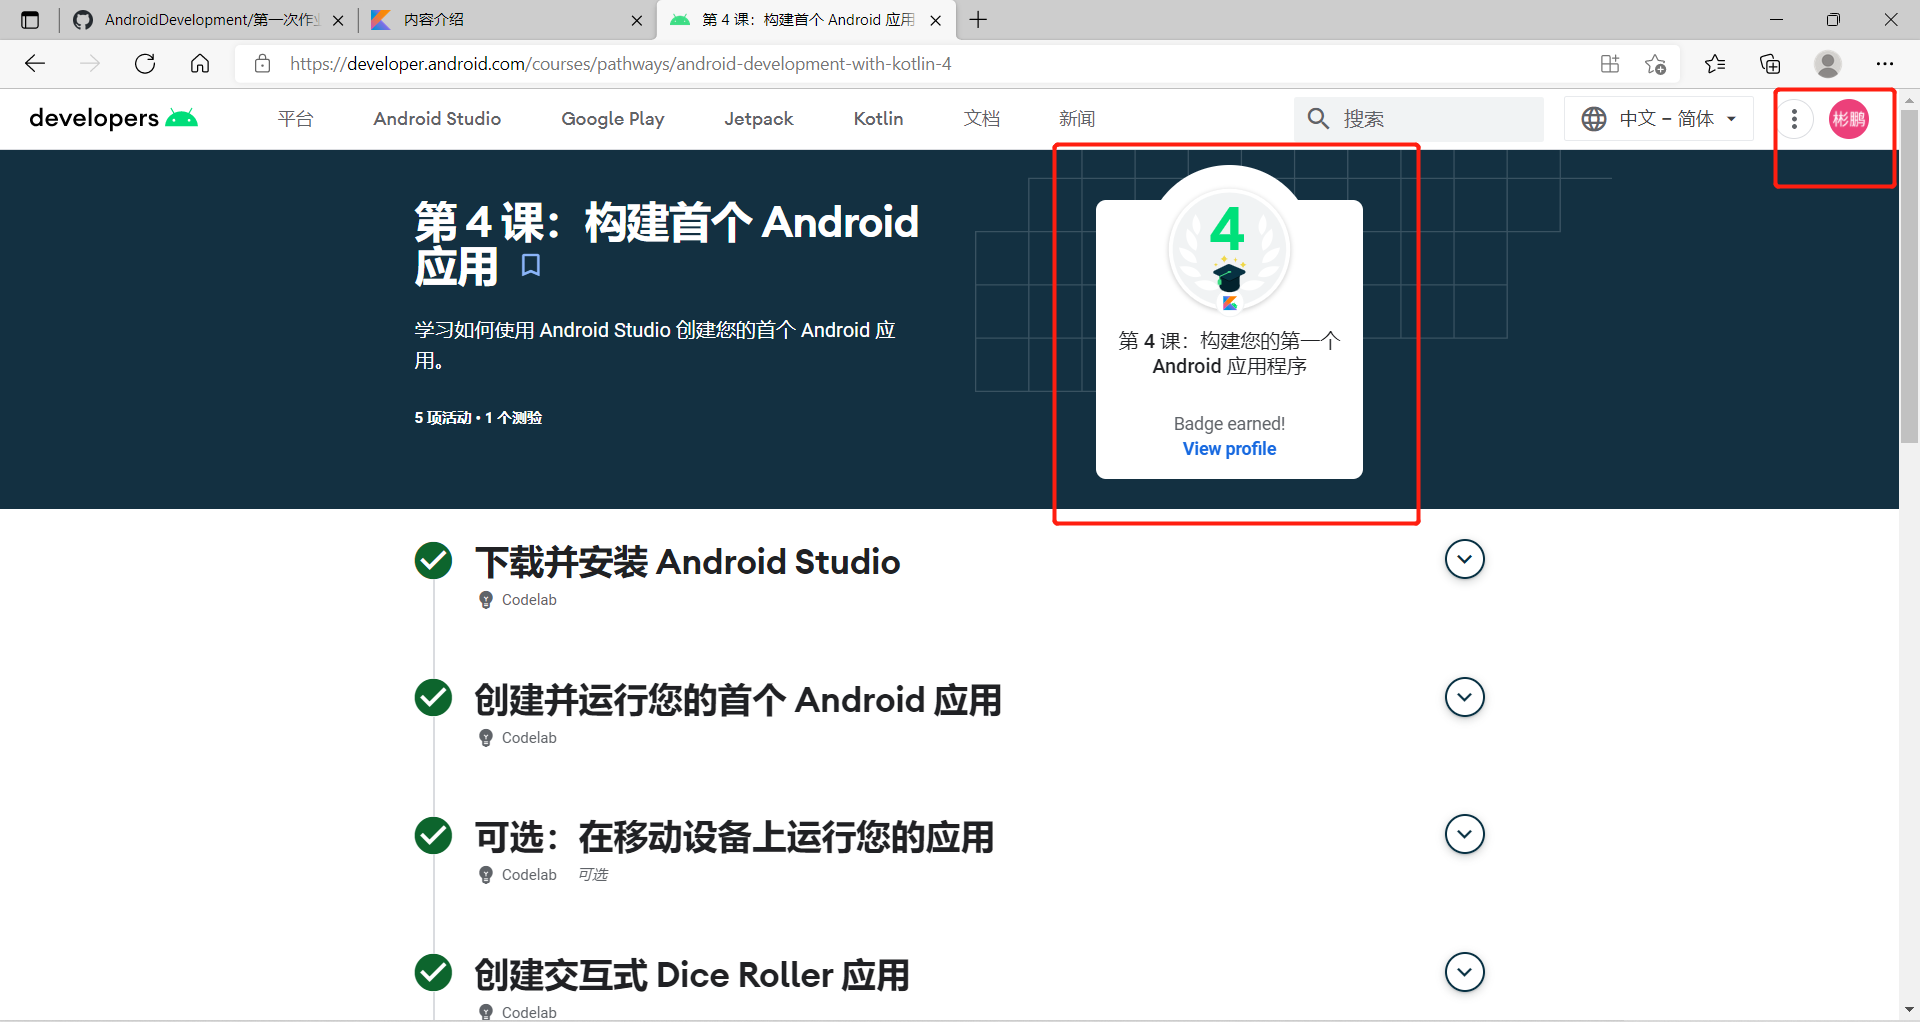 AndroidDevelopment/第一次作业
内容介绍
第 4 课：构建首个 Android 应用
https://developer.android.com/courses/pathways/android-development-with-kotlin-4
developers
平台
Android Studio
Google Play
Jetpack
Kotlin
文档
新闻
搜索
中文 – 简体
彬鹏
第 4 课：构建首个 Android
应用
学习如何使用 Android Studio 创建您的首个 Android 应
用。
5 项活动 • 1 个测验
4
第 4 课：构建您的第一个
Android 应用程序
Badge earned!
View profile
下载并安装 Android Studio
Codelab
创建并运行您的首个 Android 应用
Codelab
可选：在移动设备上运行您的应用
Codelab 可选
创建交互式 Dice Roller 应用
Codelab